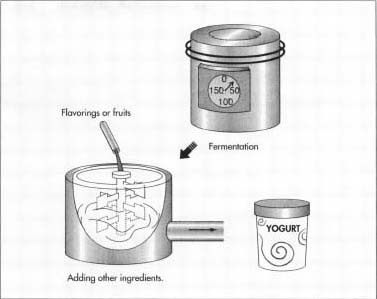 0
150 50
100
Flavorings or fruits
Fermentation
YOGURT
Adding other ingredients.